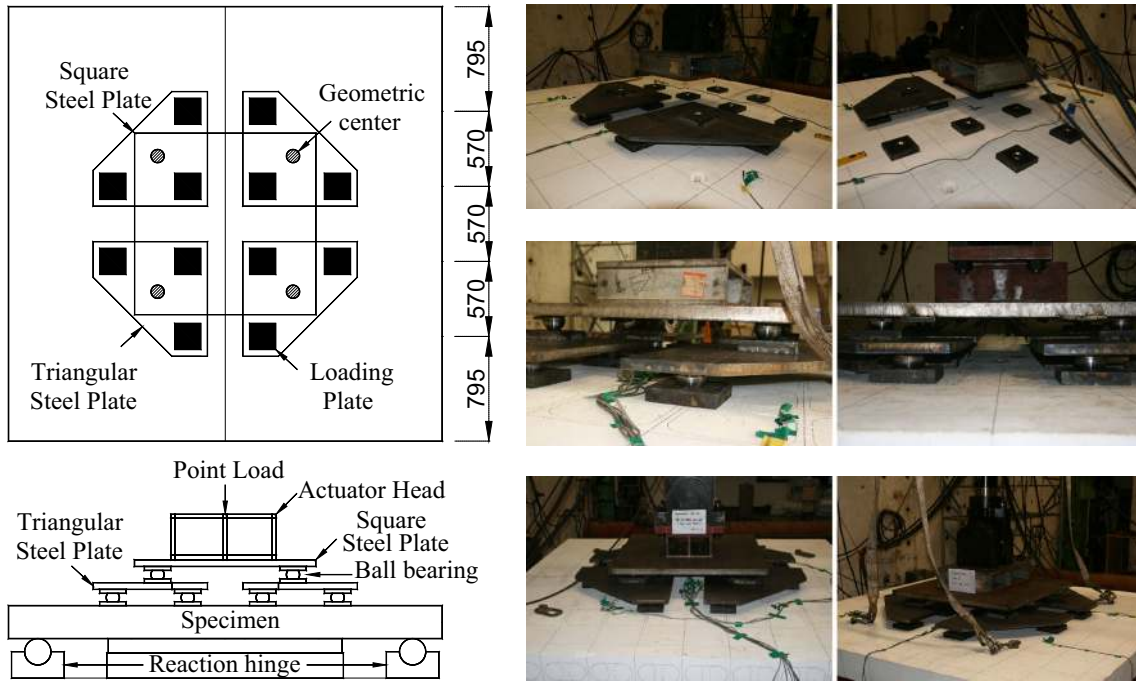 Square
Steel Plate
Geometric
center
Triangular
Steel Plate
Loading
Plate
795
570
570
570
795
Point Load
Actuator Head
Triangular
Steel Plate
Square
Steel Plate
Ball bearing
Specimen
Reaction hinge